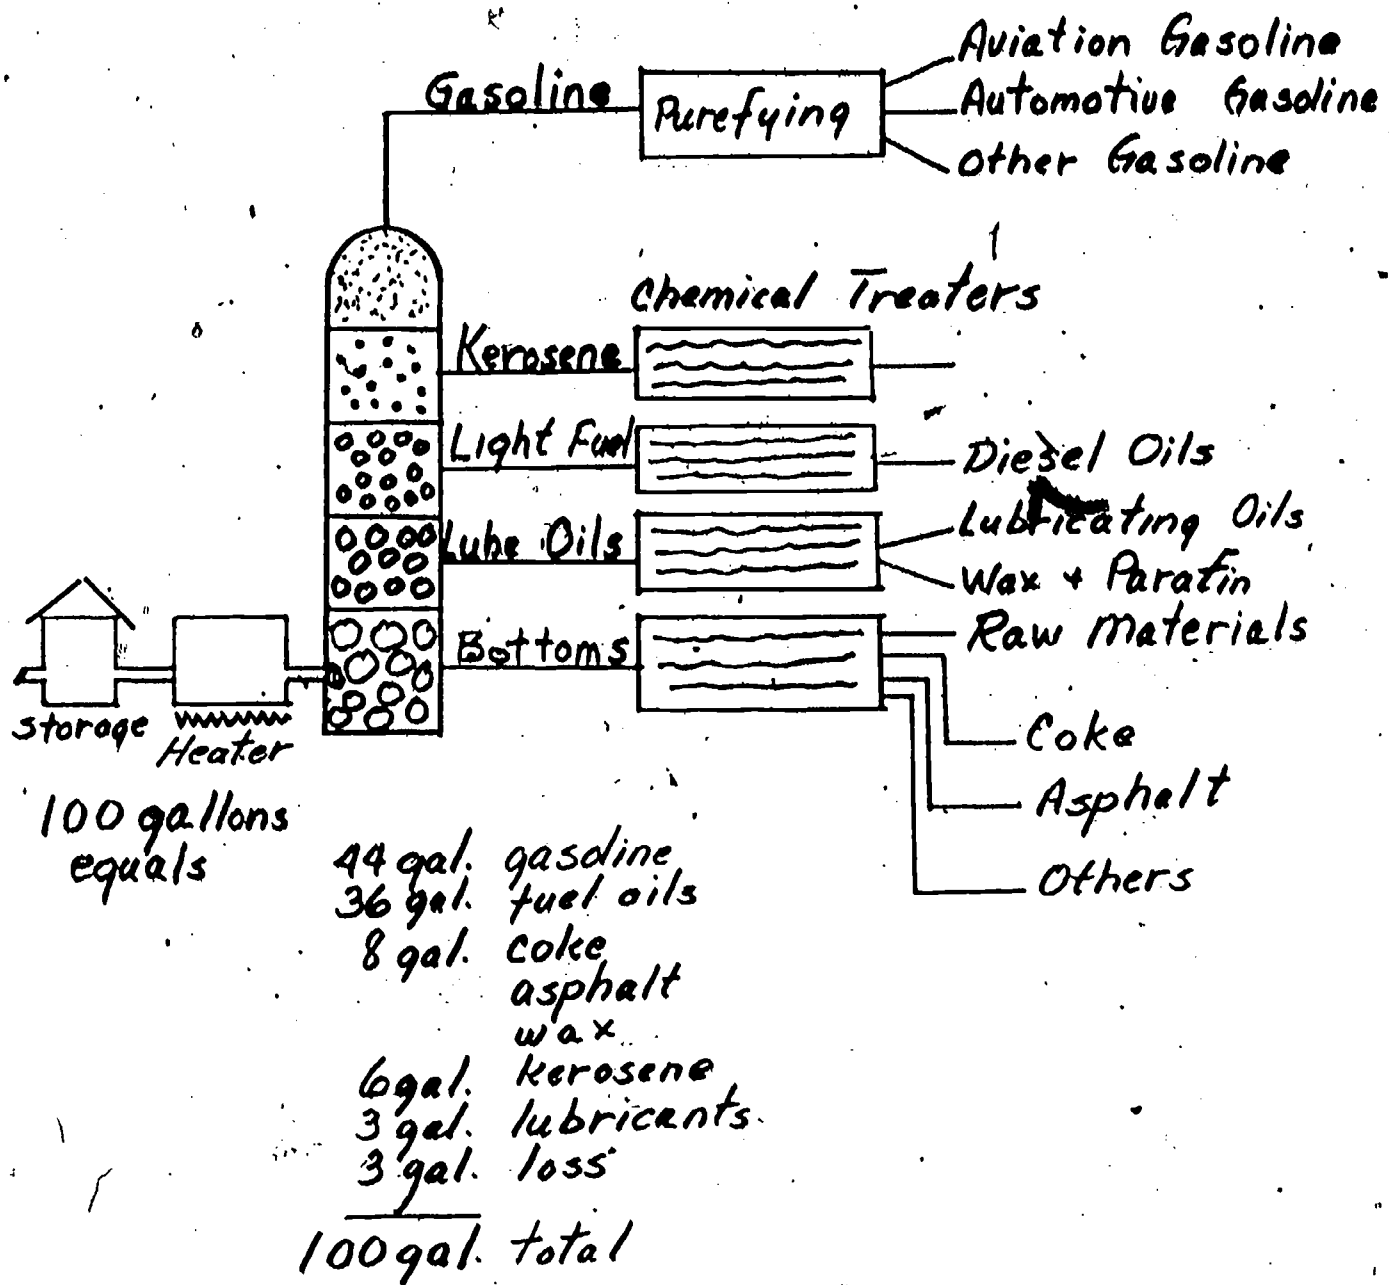 Aviation Gasoline
Gasoline
Purefying
Automotive Gasoline
other Gasoline
Chemical Treaters
Kerosene
Light Fuel
Diesel Oils
Lube Oils
Lubricating Oils
Wax + Parafin
Bottoms
Raw Materials
storage
Heater
Coke
Asphalt
Others
100 gallons
equals
44 gal. gasoline
36 gal. fuel oils
8 gal. coke
asphalt
wax
6 gal. kerosene
3 gal. lubricants
3 gal. loss
100 gal. total